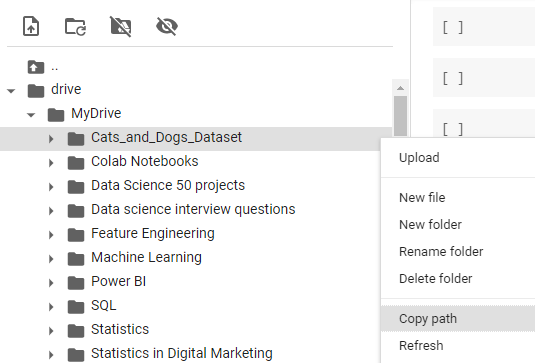 ..
drive
MyDrive
Cats_and_Dogs_Dataset
Colab Notebooks
Data Science 50 projects
Data science interview questions
Feature Engineering
Machine Learning
Power BI
SQL
Statistics
Statistics in Digital Marketing
[ ]
[ ]
[ ]
Upload
New file
New folder
Rename folder
Delete folder
Copy path
Refresh